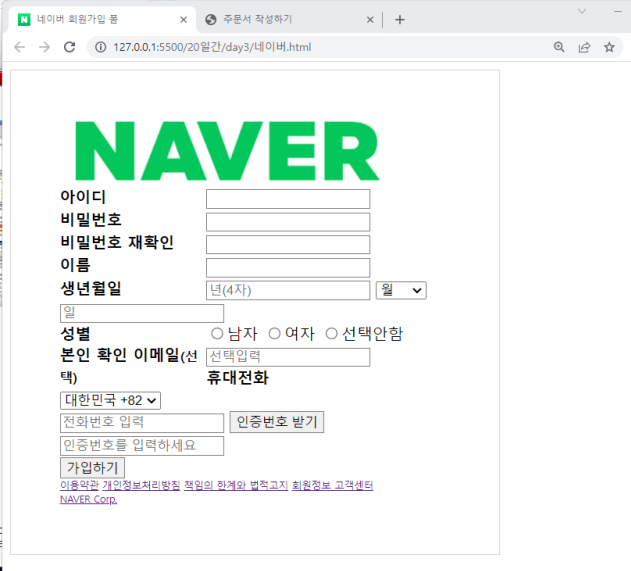 네이버 회원가입 폼
주문서 작성하기
127.0.0.1:5500/20일간/day3/네이버.html
NAVER
아이디
비밀번호
비밀번호 재확인
이름
생년월일 년(4자) 월
일
성별 남자 여자 선택안함
본인 확인 이메일(선 선택입력
택) 휴대전화
대한민국 +82
전화번호 입력 인증번호 받기
인증번호를 입력하세요
가입하기
이용약관 개인정보처리방침 책임의 한계와 법적고지 회원정보 고객센터
NAVER Corp.